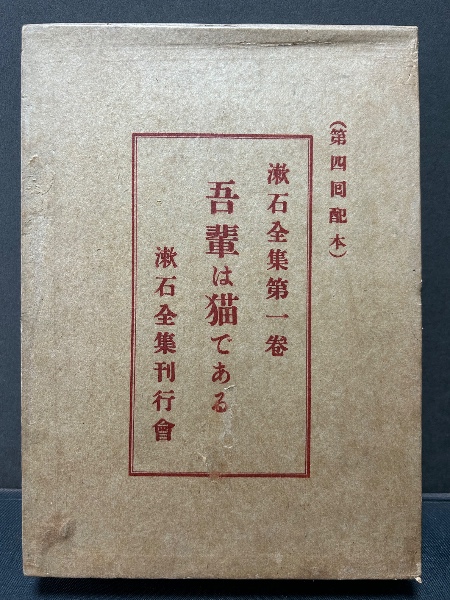 (第四回配本)
漱石全集第一卷
吾輩は猫である
漱石全集刊行會